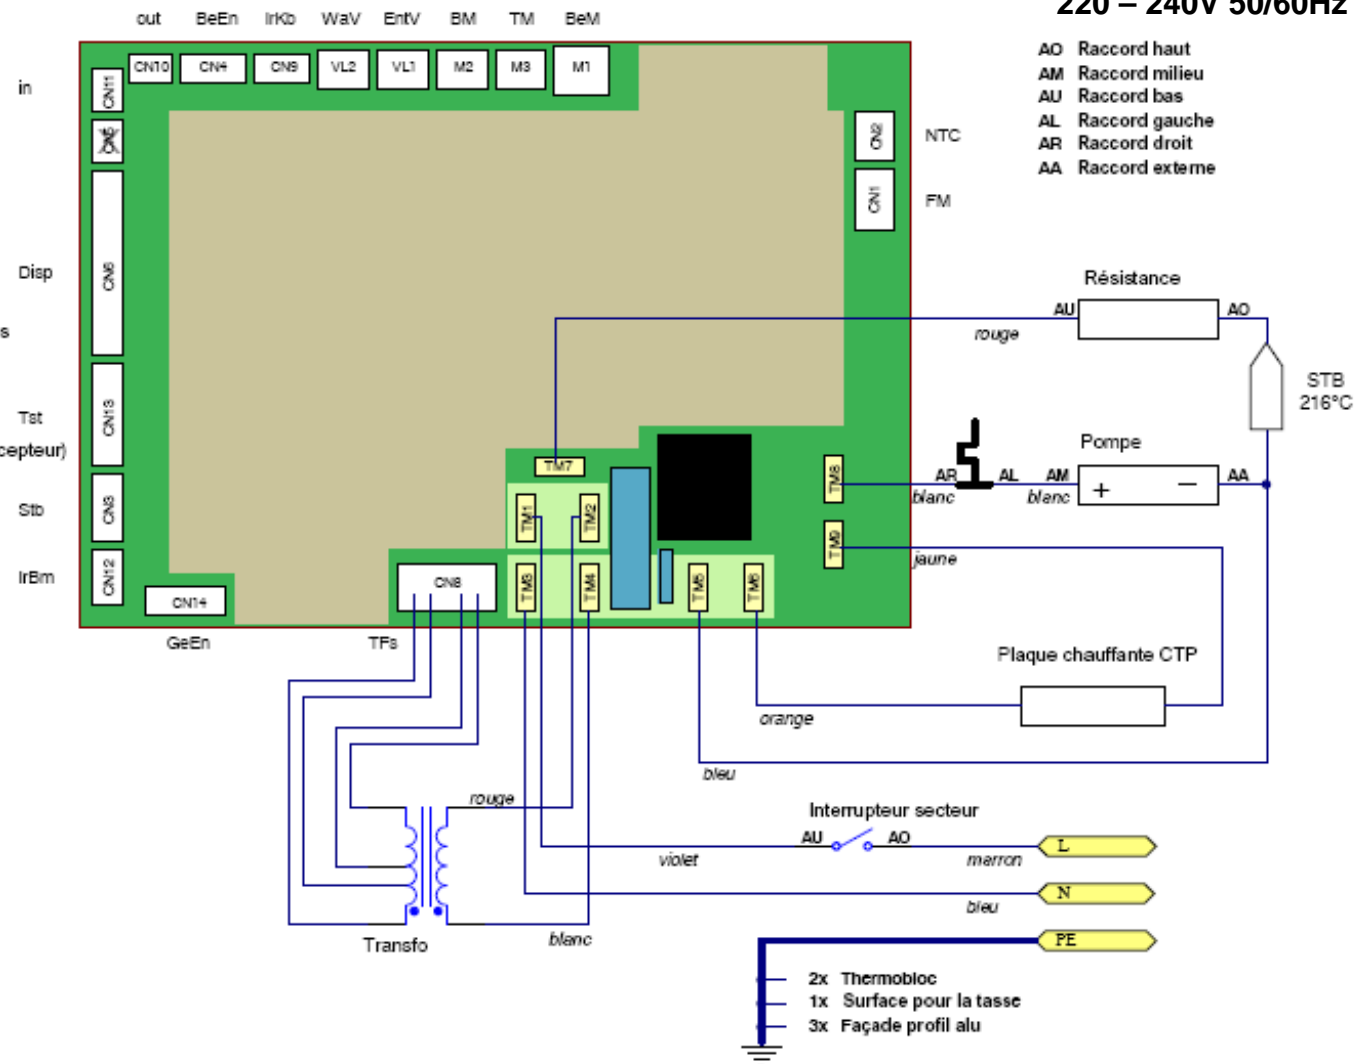 220 – 240V 50/60Hz
out BeEn IrKb WaV EntV BM TM BeM
AO Raccord haut
AM Raccord milieu
AU Raccord bas
AL Raccord gauche
AR Raccord droit
AA Raccord externe
CN10 CN4 CN9 VL2 VL1 M2 M3 M1
in CN11
CN5
CN2 NTC
CN1 FM
Disp CN6
s
Résistance
AU AO
rouge
STB
216°C
Tst CN13
cepteur)
Pompe
TM7
TM8 AR AL AM + − AA
blanc blanc
Stb CN3
TM1 TM2
TM9 jaune
IrBm CN12
CN8 TM3 TM4 TM5 TM6
CN14
GeEn TFs
Plaque chauffante CTP
orange
bleu
rouge
Interrupteur secteur
AU AO
violet marron L
bleu N
blanc
Transfo
PE
2x Thermobloc
1x Surface pour la tasse
3x Façade profil alu